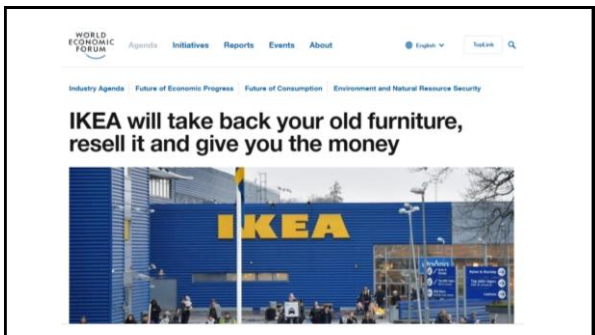 WORLD
ECONOMIC
FORUM
Agenda Initiatives Reports Events About English TopLink
Industry Agenda Future of Economic Progress Future of Consumption Environment and Natural Resource Security
IKEA will take back your old furniture,
resell it and give you the money
IKEA